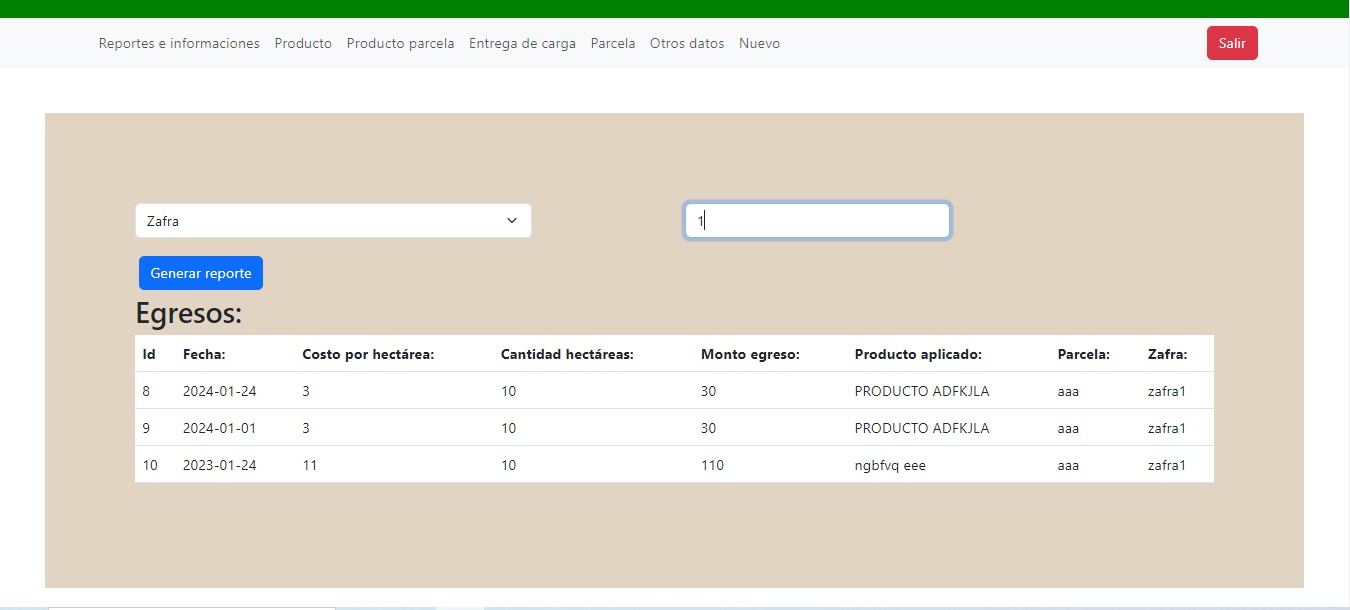 Reportes e informaciones Producto Producto parcela Entrega de carga Parcela Otros datos Nuevo Salir
Zafra 1
Generar reporte
Egresos:
Id Fecha: Costo por hectárea: Cantidad hectáreas: Monto egreso: Producto aplicado: Parcela: Zafra:
8 2024-01-24 3 10 30 PRODUCTO ADFKJLA aaa zafra1
9 2024-01-01 3 10 30 PRODUCTO ADFKJLA aaa zafra1
10 2023-01-24 11 10 110 ngbfvq eee aaa zafra1